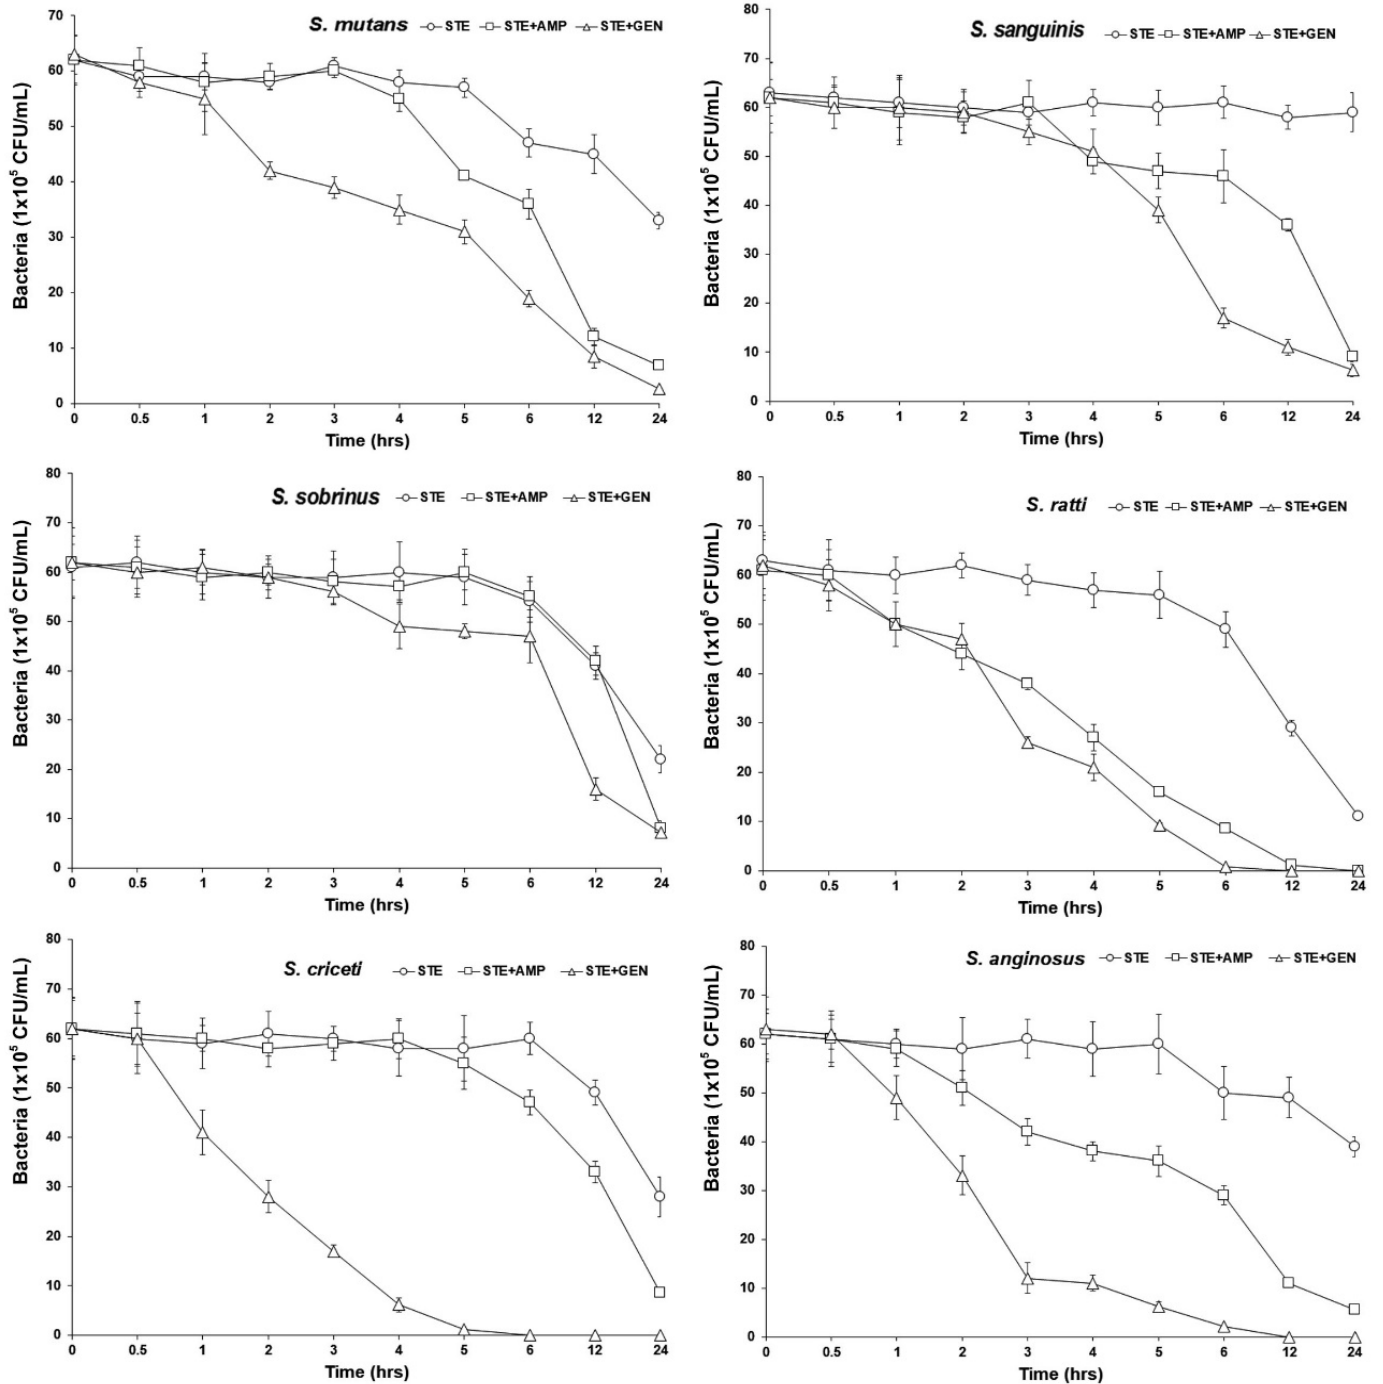 S. mutans STE STE+AMP STE+GEN
Bacteria (1x10⁵ CFU/mL)
70
60
50
40
30
20
10
0
0 0.5 1 2 3 4 5 6 12 24
Time (hrs)
S. sanguinis STE STE+AMP STE+GEN
Bacteria (1x10⁵ CFU/mL)
80
70
60
50
40
30
20
10
0
0 0.5 1 2 3 4 5 6 12 24
Time (hrs)
S. sobrinus STE STE+AMP STE+GEN
Bacteria (1x10⁵ CFU/mL)
80
70
60
50
40
30
20
10
0
0 0.5 1 2 3 4 5 6 12 24
Time (hrs)
S. ratti STE STE+AMP STE+GEN
Bacteria (1x10⁵ CFU/mL)
80
70
60
50
40
30
20
10
0
0 0.5 1 2 3 4 5 6 12 24
Time (hrs)
S. criceti STE STE+AMP STE+GEN
Bacteria (1x10⁵ CFU/mL)
80
70
60
50
40
30
20
10
0
0 0.5 1 2 3 4 5 6 12 24
Time (hrs)
S. anginosus STE STE+AMP STE+GEN
Bacteria (1x10⁵ CFU/mL)
80
70
60
50
40
30
20
10
0
0 0.5 1 2 3 4 5 6 12 24
Time (hrs)